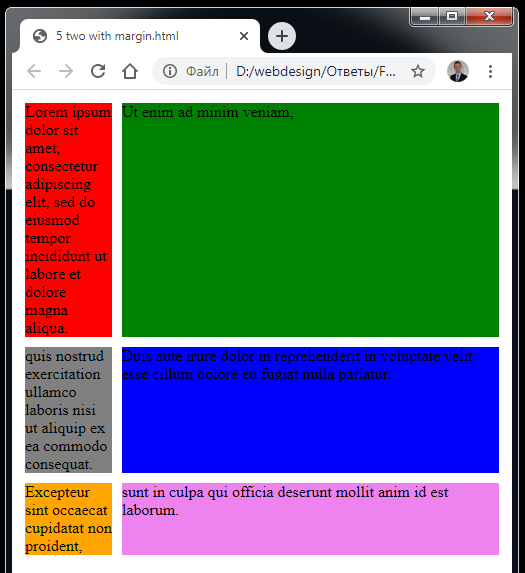 5 two with margin.html
Файл
D:/webdesign/Ответы/F...
Lorem ipsum
dolor sit
amet,
consectetur
adipiscing
elit, sed do
eiusmod
tempor
incididunt ut
labore et
dolore
magna
aliqua.
Ut enim ad minim veniam,
quis nostrud
exercitation
ullamco
laboris nisi
ut aliquip ex
ea commodo
consequat.
Duis aute irure dolor in reprehenderit in voluptate velit
esse cillum dolore eu fugiat nulla pariatur.
Excepteur
sint occaecat
cupidatat non
proident,
sunt in culpa qui officia deserunt mollit anim id est
laborum.